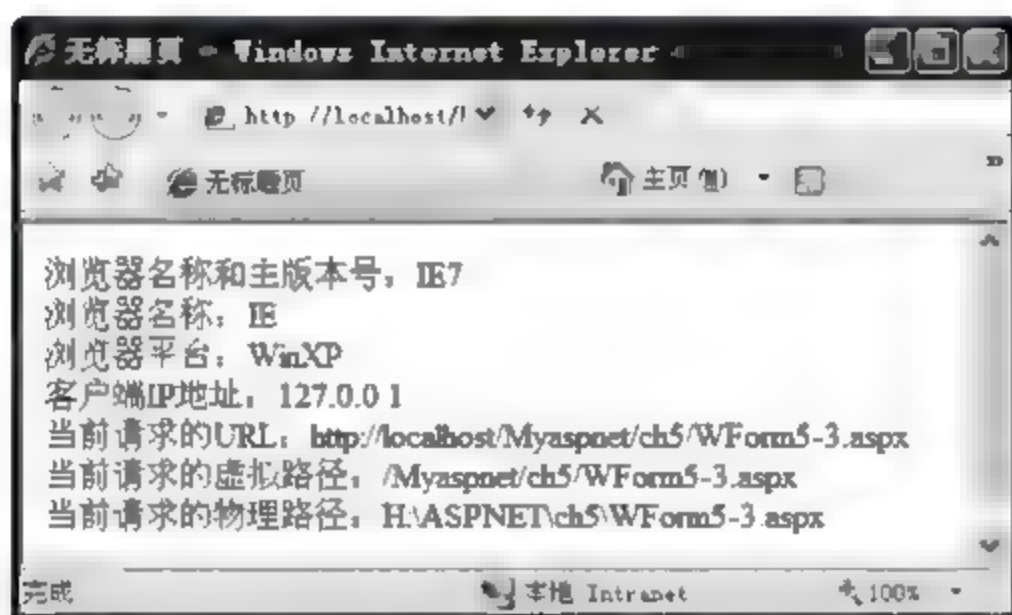 无标题页 - Windows Internet Explorer
http://localhost/
无标题页
主页(M)
浏览器名称和主版本号：IE7
浏览器名称：IE
浏览器平台：WinXP
客户端IP地址：127.0.0.1
当前请求的URL：http://localhost/Myaspnet/ch5/WForm5-3.aspx
当前请求的虚拟路径：/Myaspnet/ch5/WForm5-3.aspx
当前请求的物理路径：H:\ASPNET\ch5\WForm5-3.aspx
完成
本地 Intranet
100%